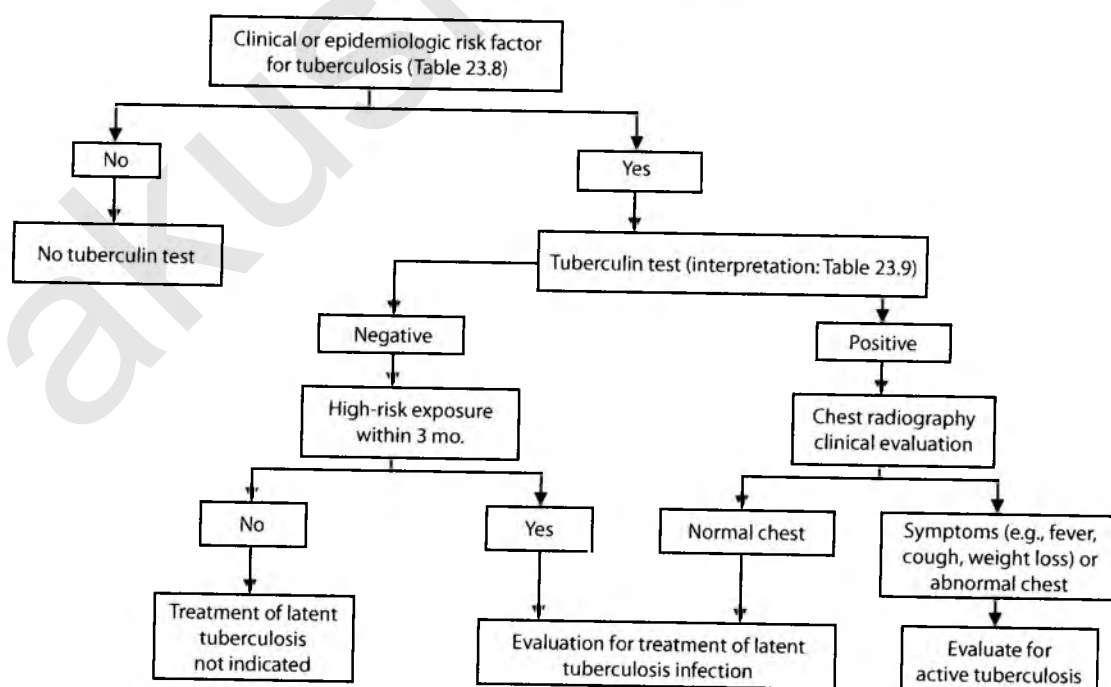 Clinical or epidemiologic risk factor
for tuberculosis (Table 23.8)
No
Yes
No tuberculin test
Tuberculin test (interpretation: Table 23.9)
Negative
Positive
High-risk exposure
within 3 mo.
Chest radiography
clinical evaluation
No
Yes
Normal chest
Symptoms (e.g., fever,
cough, weight loss) or
abnormal chest
Treatment of latent
tuberculosis
not indicated
Evaluation for treatment of latent
tuberculosis infection
Evaluate for
active tuberculosis
akus